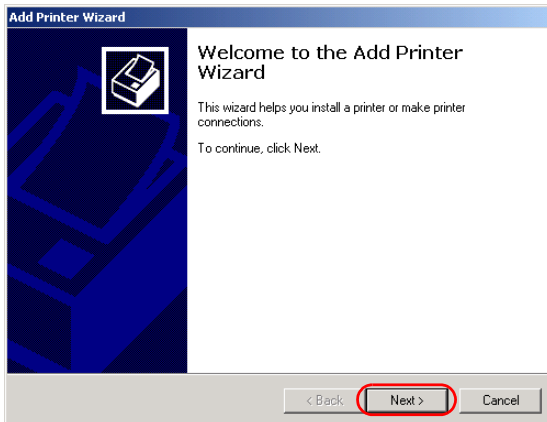 Add Printer Wizard
Welcome to the Add Printer
Wizard
This wizard helps you install a printer or make printer
connections.
To continue, click Next.
< Back
Next >
Cancel